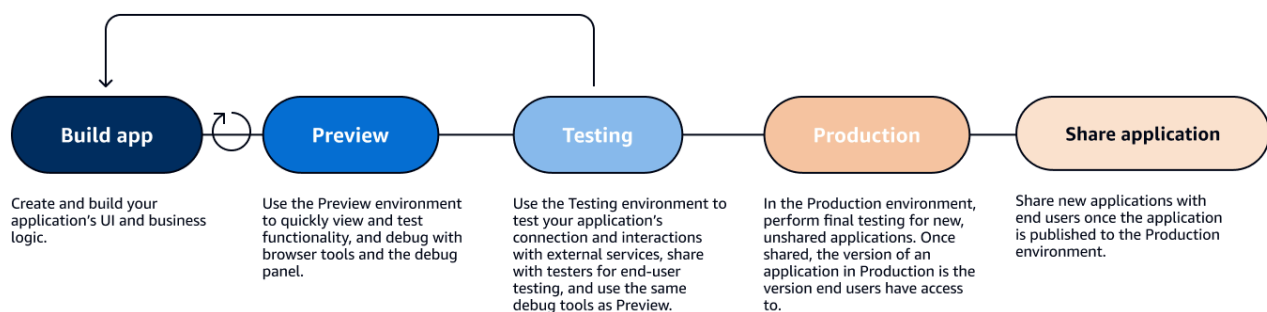 Build app
Preview
Testing
Production
Share application
Create and build your
application's UI and business
logic.
Use the Preview environment
to quickly view and test
functionality, and debug with
browser tools and the debug
panel.
Use the Testing environment to
test your application's
connection and interactions
with external services, share
with testers for end-user
testing, and use the same
debug tools as Preview.
In the Production environment,
perform final testing for new,
unshared applications. Once
shared, the version of an
application in Production is the
version end users have access
to.
Share new applications with
end users once the application
is published to the Production
environment.